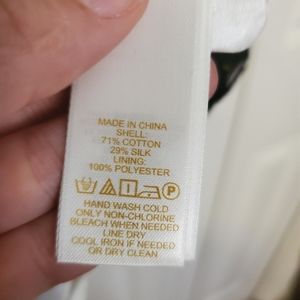 MADE IN CHINA
SHELL:
71% COTTON
29% SILK
LINING:
100% POLYESTER
P
HAND WASH COLD
ONLY NON-CHLORINE
BLEACH WHEN NEEDED
LINE DRY
COOL IRON IF NEEDED
OR DRY CLEAN